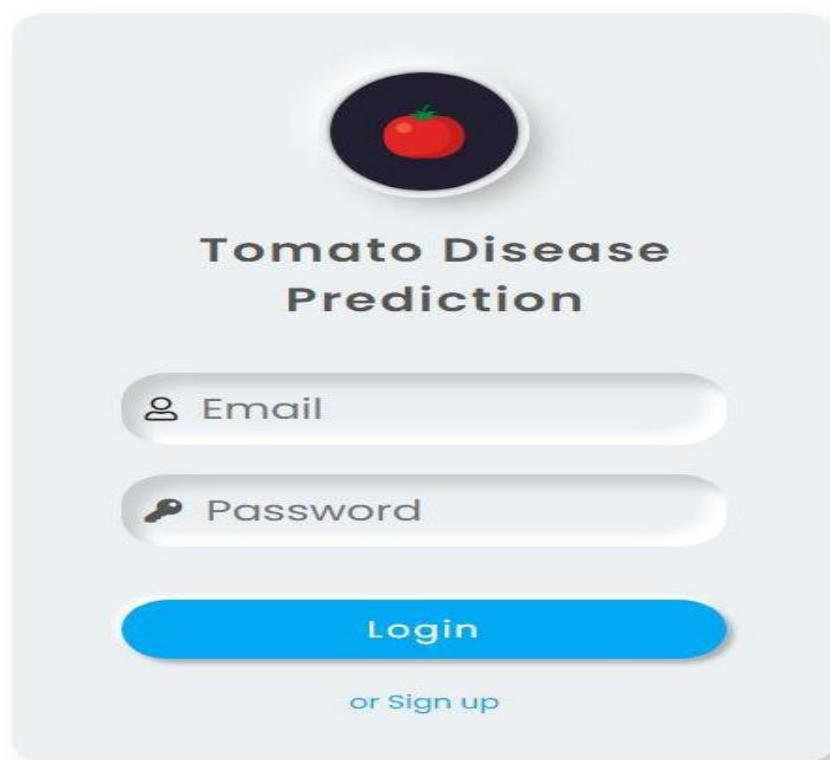 Tomato Disease
Prediction
Email
Password
Login
or Sign up